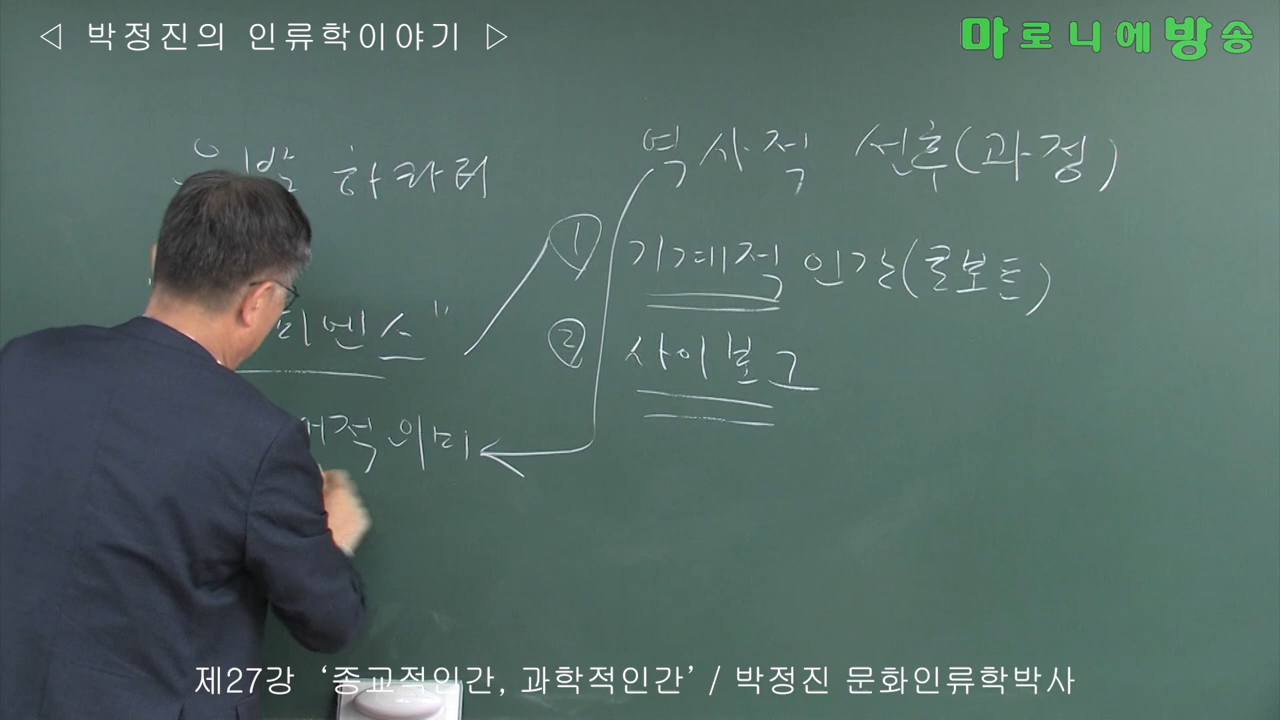 ◁ 박정진의 인류학이야기 ▷
마로니에방송
하라리
역사적 선후(과정)
① 기계적 인간(로보트)
피엔스"
② 사이보그
적 의미
제27강 '종교적인간, 과학적인간' / 박정진 문화인류학박사